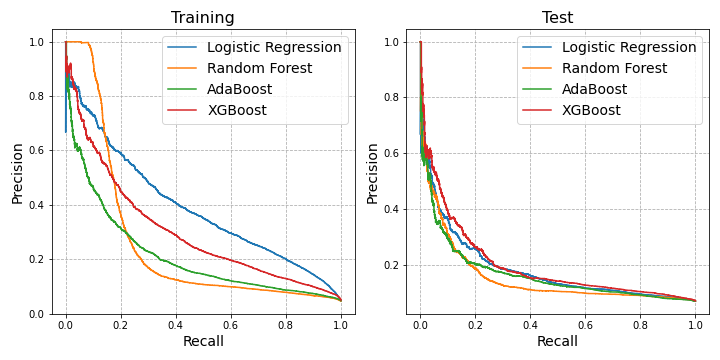 Training
Precision
1.0
0.8
0.6
0.4
0.2
0.0
Logistic Regression
Random Forest
AdaBoost
XGBoost
0.0 0.2 0.4 0.6 0.8 1.0
Recall
Test
Precision
1.0
0.8
0.6
0.4
0.2
Logistic Regression
Random Forest
AdaBoost
XGBoost
0.0 0.2 0.4 0.6 0.8 1.0
Recall